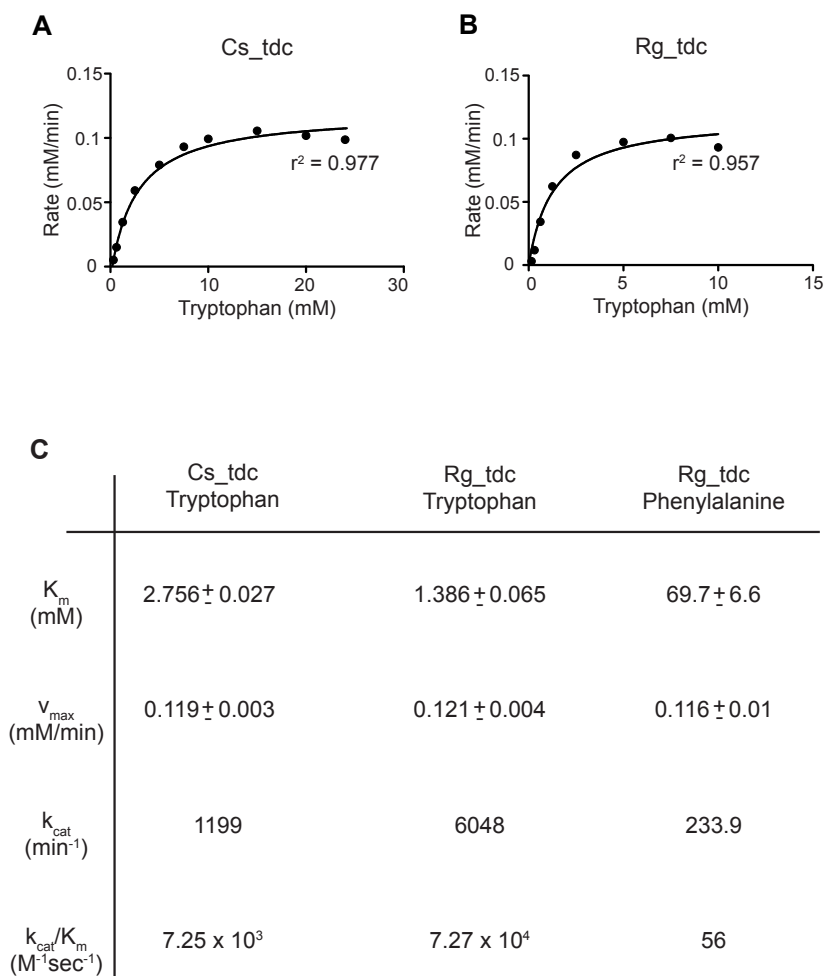 A
Cs_tdc
0.15
0.1
0.05
0
Rate (mM/min)
r² = 0.977
0
10
20
30
Tryptophan (mM)
B
Rg_tdc
0.15
0.1
0.05
0
Rate (mM/min)
r² = 0.957
0
5
10
15
Tryptophan (mM)
C
Cs_tdc Rg_tdc Rg_tdc
Tryptophan Tryptophan Phenylalanine
Kₘ 2.756 ± 0.027 1.386 ± 0.065 69.7 ± 6.6
(mM)
vₘₐₓ 0.119 ± 0.003 0.121 ± 0.004 0.116 ± 0.01
(mM/min)
k_cat 1199 6048 233.9
(min⁻¹)
k_cat/Kₘ 7.25 x 10³ 7.27 x 10⁴ 56
(M⁻¹sec⁻¹)